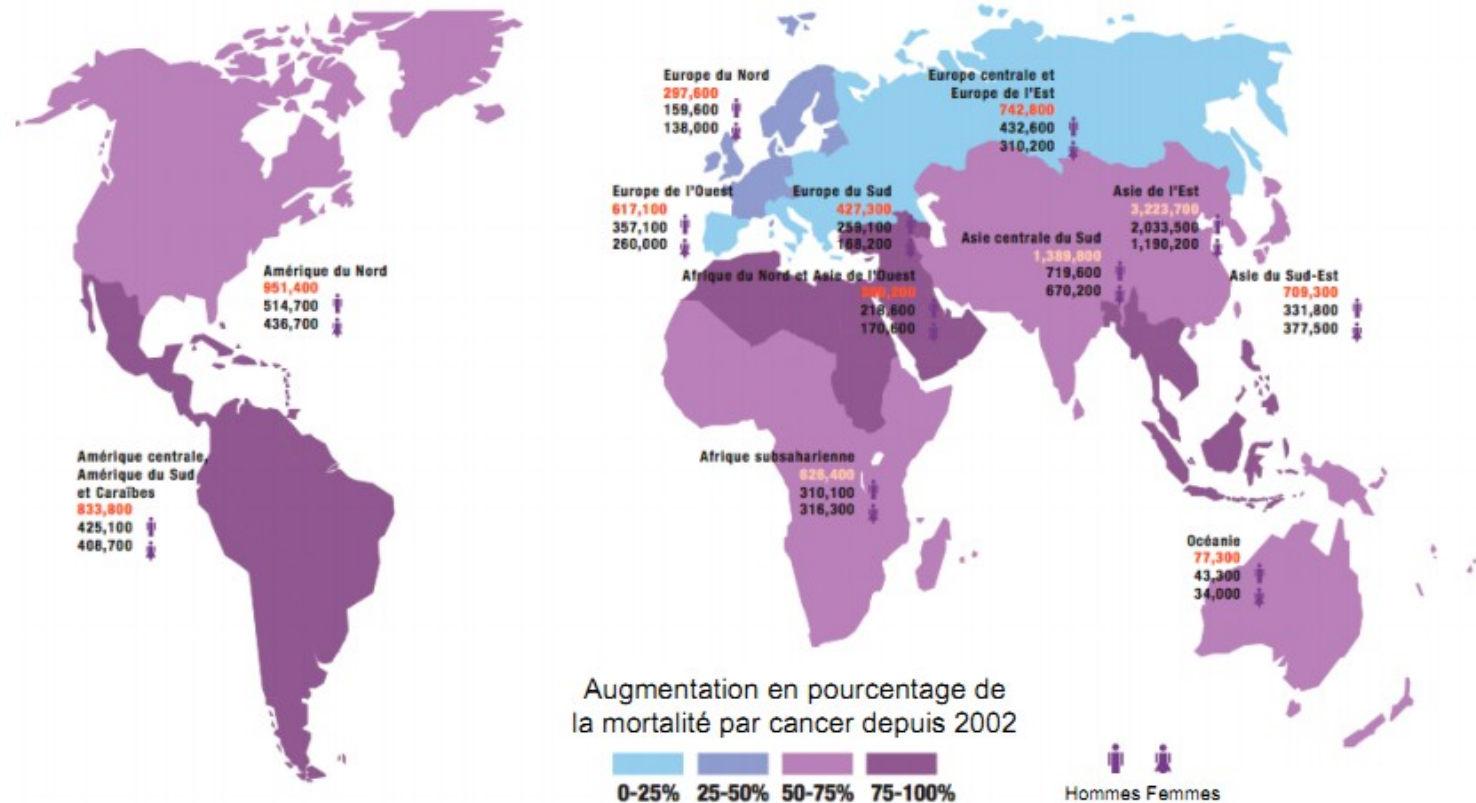 Europe du Nord
297,600
159,600
138,000
Europe centrale et
Europe de l'Est
742,800
432,600
310,200
Europe de l'Ouest
617,100
357,100
260,000
Europe du Sud
427,300
259,100
168,200
Asie de l'Est
3,223,700
2,033,500
1,190,200
Asie centrale du Sud
1,389,800
719,600
670,200
Amérique du Nord
951,400
514,700
436,700
Afrique du Nord et Asie de l'Ouest
218,600
170,600
Asie du Sud-Est
709,300
331,800
377,500
Amérique centrale,
Amérique du Sud
et Caraïbes
833,800
425,100
408,700
Afrique subsaharienne
626,400
310,100
316,300
Océanie
77,300
43,300
34,000
Augmentation en pourcentage de
la mortalité par cancer depuis 2002
0-25% 25-50% 50-75% 75-100%
Hommes Femmes